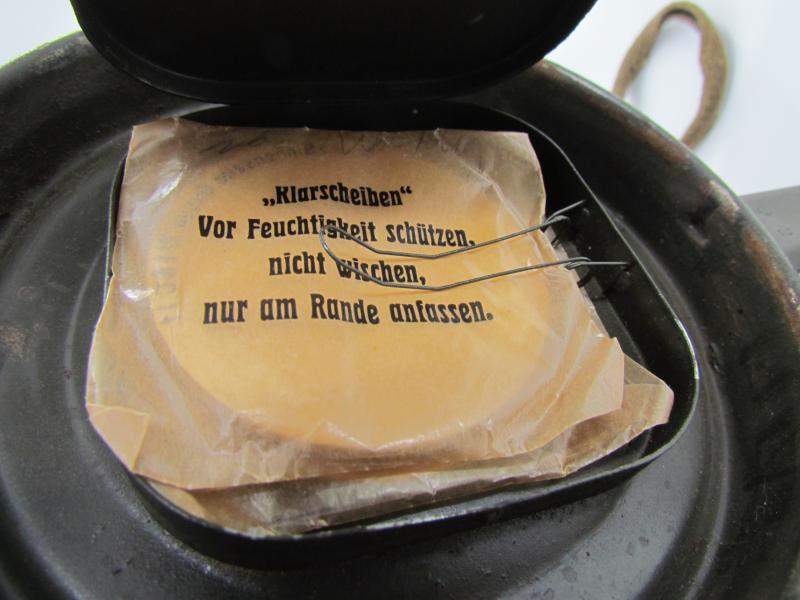 „Klarscheiben“
Vor Feuchtigkeit schützen,
nicht wischen,
nur am Rande anfassen.